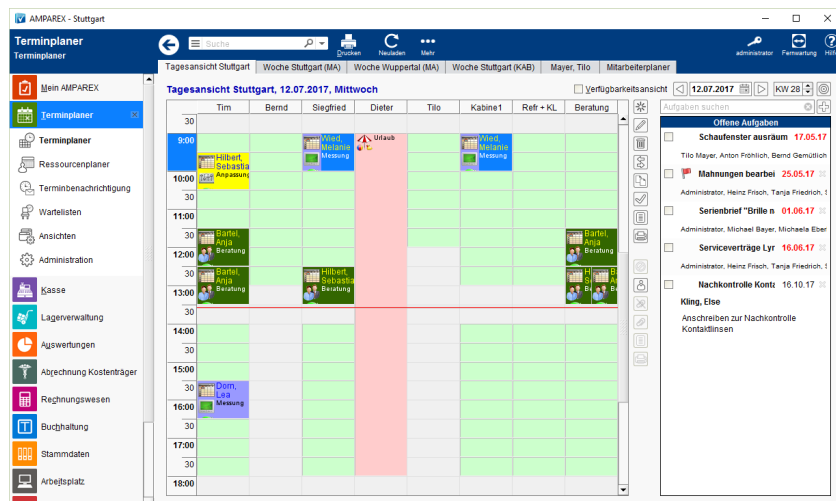 AMPAREX - Stuttgart
Terminplaner
Terminplaner
Suche
Drucken
Neuladen
Mehr
administrator
Fernwartung
Hilfe
Tagesansicht Stuttgart
Woche Stuttgart (MA)
Woche Wuppertal (MA)
Woche Stuttgart (KAB)
Mayer, Tilo
Mitarbeiterplaner
Mein AMPAREX
Terminplaner
Terminplaner
Ressourcenplaner
Terminbenachrichtigung
Wartelisten
Ansichten
Administration
Kasse
Lagerverwaltung
Auswertungen
Abrechnung Kostenträger
Rechnungswesen
Buchhaltung
Stammdaten
Arbeitsplatz
Tagesansicht Stuttgart, 12.07.2017, Mittwoch
Verfügbarkeitsansicht
12.07.2017
KW 28
Tim Bernd Siegfried Dieter Tilo Kabine1 Refr + KL Beratung
30
9:00
Wied,
Melanie
Messung
Urlaub
Wied,
Melanie
Messung
30
Hilbert,
Sebastia
Anpassung
10:00
30
11:00
30
Bartel,
Anja
Beratung
Bartel,
Anja
Beratung
12:00
30
Bartel,
Anja
Beratung
Hilbert,
Sebastia
Beratung
13:00
30
14:00
30
15:00
30
Dorn,
Lea
Messung
16:00
30
17:00
30
18:00
Aufgaben suchen
Offene Aufgaben
Schaufenster ausräum 17.05.17
Tilo Mayer, Anton Fröhlich, Bernd Gemütlich
Mahnungen bearbei 25.05.17
Administrator, Heinz Frisch, Tanja Friedrich, S
Serienbrief "Brille n 01.06.17
Administrator, Michael Bayer, Michaela Eber
Serviceverträge Lyr 16.06.17
Administrator, Heinz Frisch, Tanja Friedrich, S
Nachkontrolle Konta 16.10.17
Kling, Else
Anschreiben zur Nachkontrolle
Kontaktlinsen